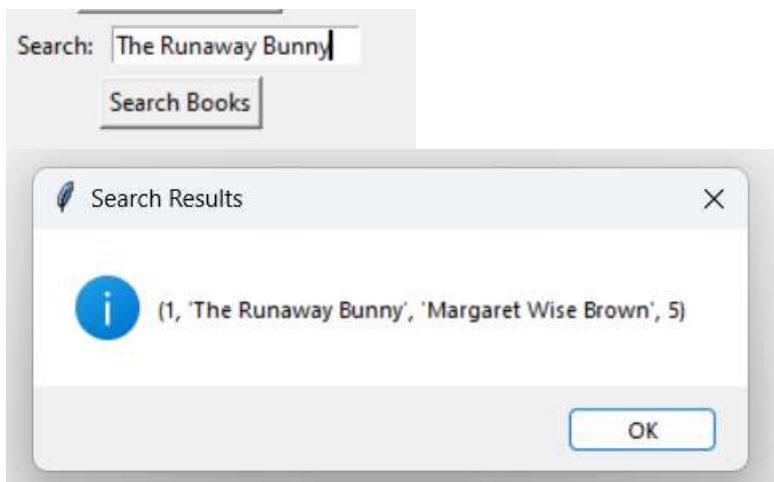 Search: The Runaway Bunny
Search Books
Search Results
(1, 'The Runaway Bunny', 'Margaret Wise Brown', 5)
OK